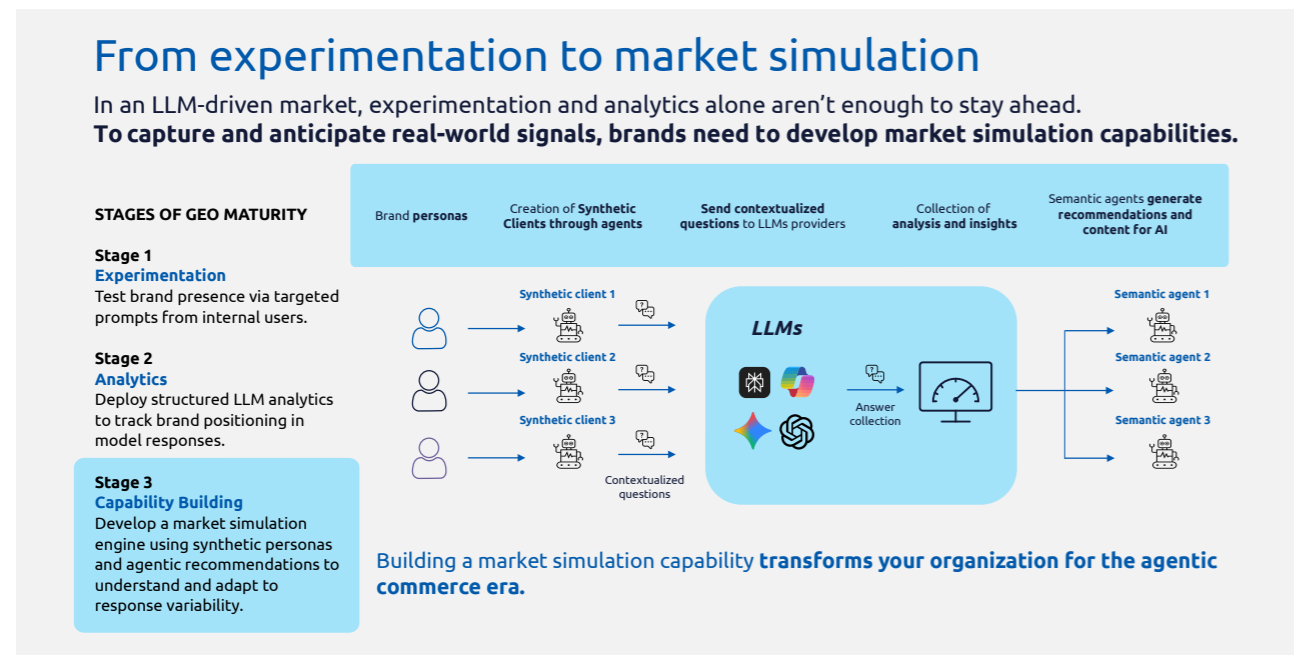 From experimentation to market simulation
In an LLM-driven market, experimentation and analytics alone aren’t enough to stay ahead.
To capture and anticipate real-world signals, brands need to develop market simulation capabilities.
STAGES OF GEO MATURITY
Stage 1
Experimentation
Test brand presence via targeted
prompts from internal users.
Stage 2
Analytics
Deploy structured LLM analytics
to track brand positioning in
model responses.
Stage 3
Capability Building
Develop a market simulation
engine using synthetic personas
and agentic recommendations to
understand and adapt to
response variability.
Brand personas
Creation of Synthetic
Clients through agents
Send contextualized
questions to LLMs providers
Collection of
analysis and insights
Semantic agents generate
recommendations and
content for AI
Synthetic client 1
Synthetic client 2
Synthetic client 3
Contextualized
questions
LLMs
Answer
collection
Semantic agent 1
Semantic agent 2
Semantic agent 3
Building a market simulation capability transforms your organization for the agentic
commerce era.